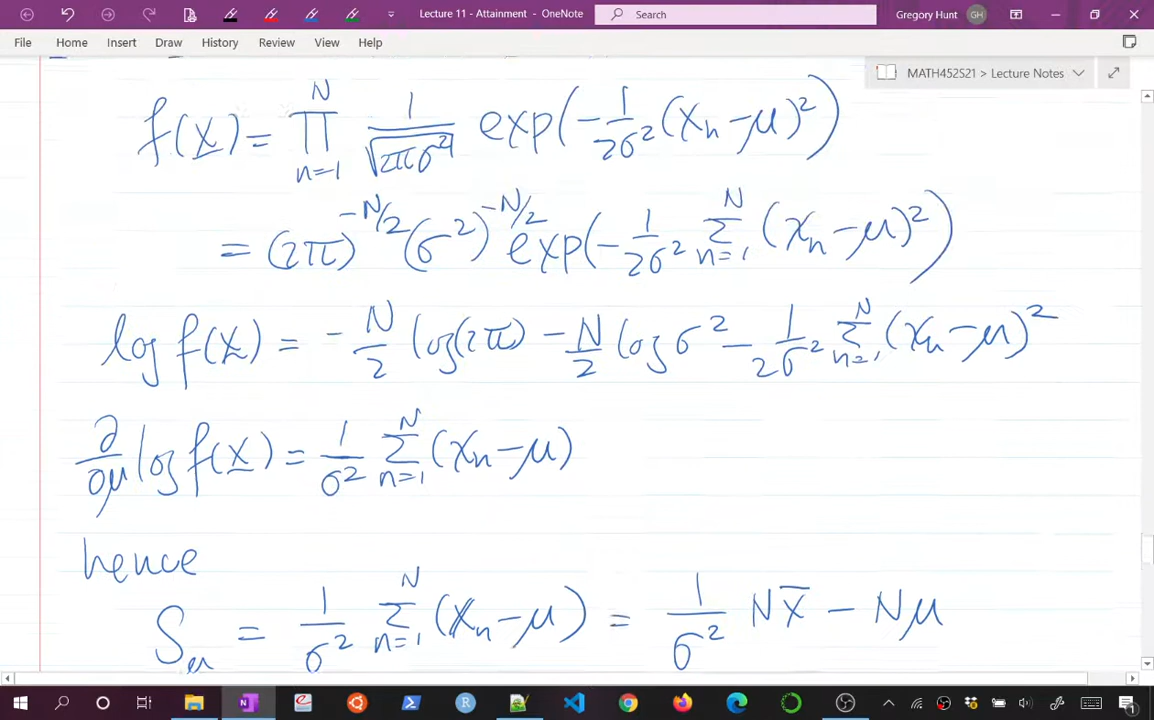 Lecture 11 - Attainment - OneNote
Search
Gregory Hunt
GH
File Home Insert Draw History Review View Help
MATH452S21 > Lecture Notes
f(x) = ∏_{n=1}^{N} 1/√(2πσ²) exp(-1/2σ² (x_n - μ)²)
= (2π)^{-N/2} (σ²)^{-N/2} exp(-1/2σ² Σ_{n=1}^{N} (x_n - μ)²)
log f(x) = -N/2 log(2π) - N/2 log σ² - 1/2σ² Σ_{n=1}^{N} (x_n - μ)²
∂/∂μ log f(x) = 1/σ² Σ_{n=1}^{N} (x_n - μ)
hence
S_μ = 1/σ² Σ_{n=1}^{N} (x_n - μ) = 1/σ² N x̄ - N μ